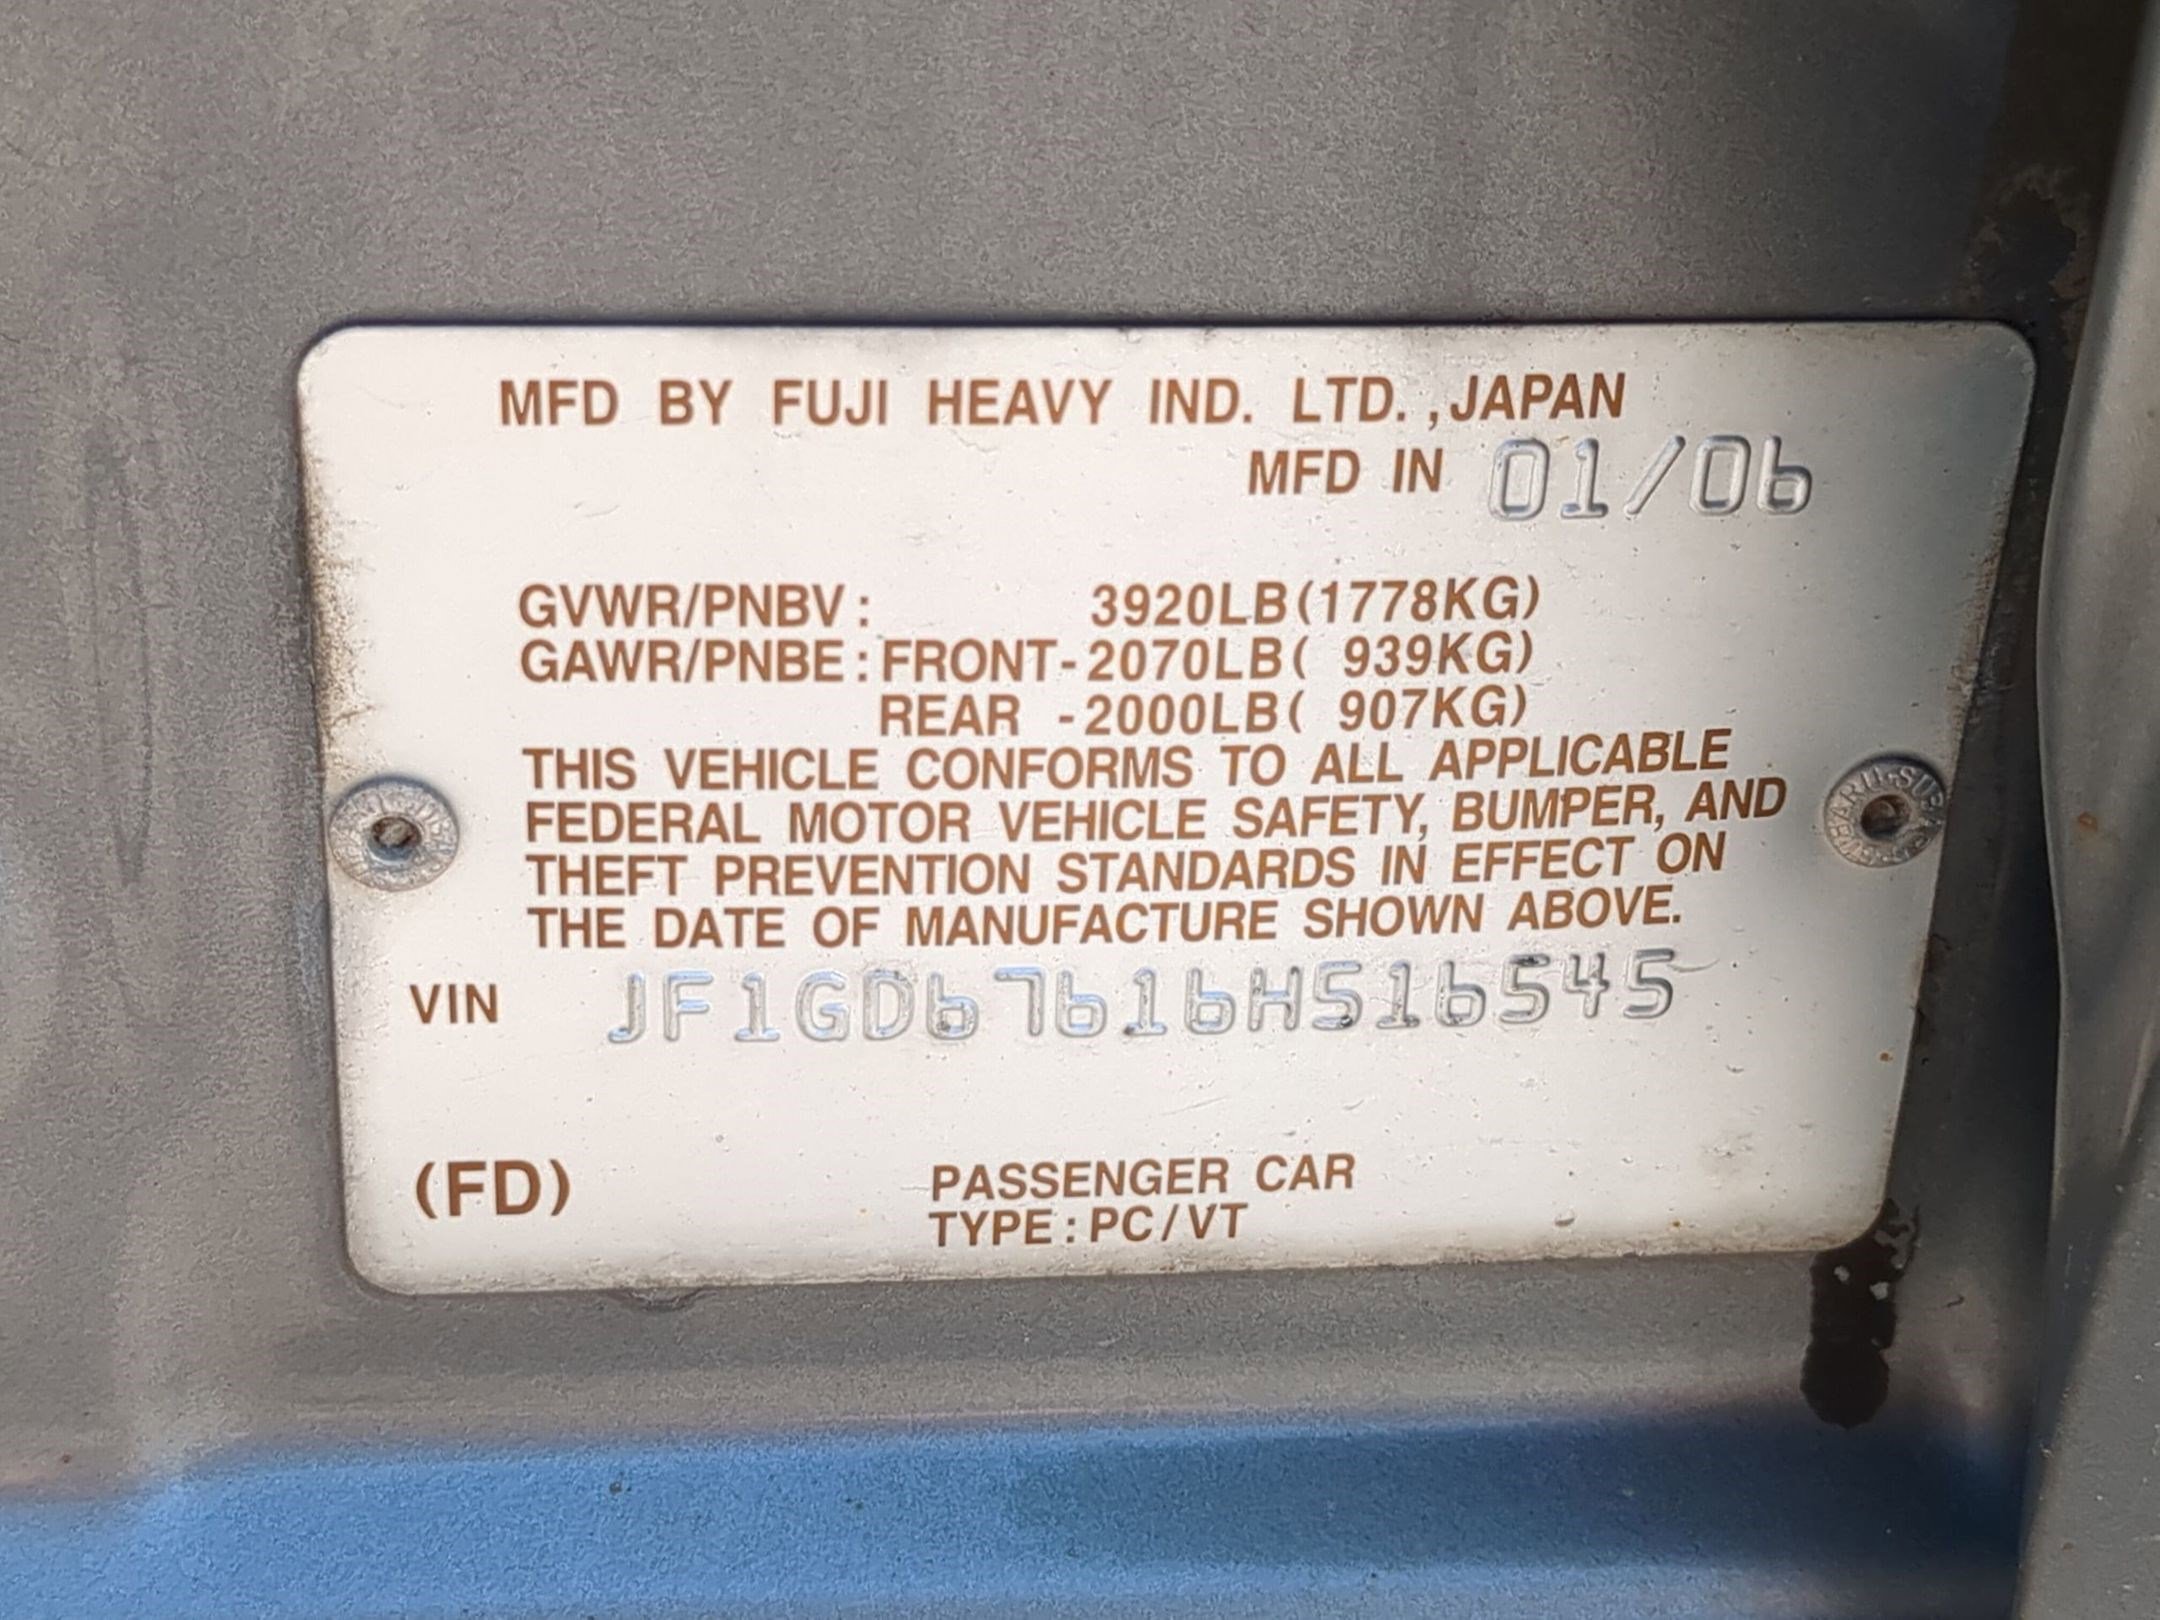 MFD BY FUJI HEAVY IND. LTD.,JAPAN
MFD IN 01/06
GVWR/PNBV: 3920LB(1778KG)
GAWR/PNBE:FRONT-2070LB( 939KG)
REAR -2000LB( 907KG)
THIS VEHICLE CONFORMS TO ALL APPLICABLE
FEDERAL MOTOR VEHICLE SAFETY, BUMPER, AND
THEFT PREVENTION STANDARDS IN EFFECT ON
THE DATE OF MANUFACTURE SHOWN ABOVE.
VIN JF1GD67616H516545
(FD)
PASSENGER CAR
TYPE:PC/VT